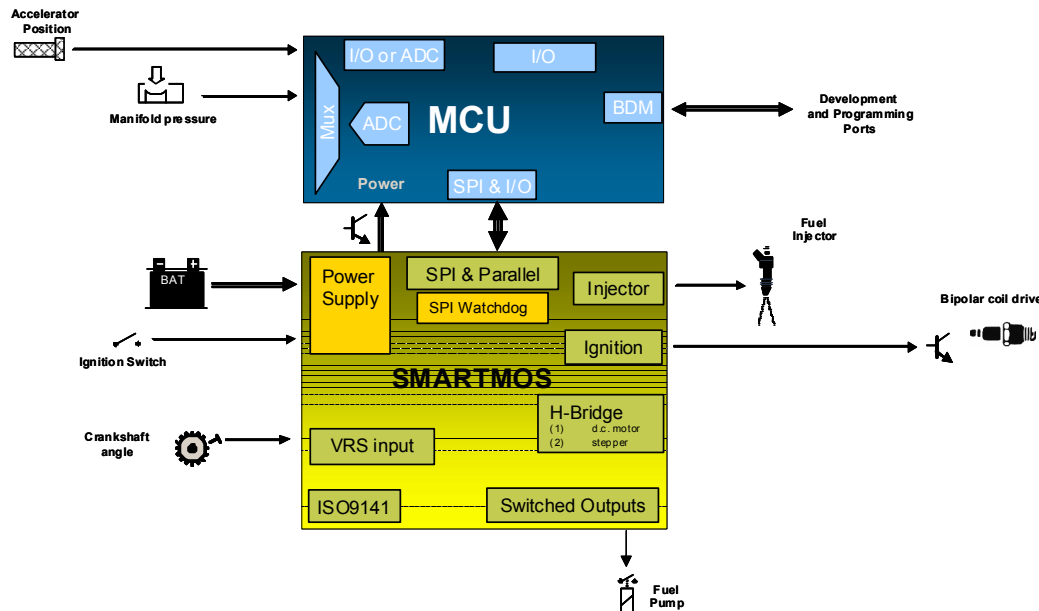 Accelerator
Position
I/O or ADC
I/O
Mux
ADC
MCU
BDM
Development
and Programming
Ports
Manifold pressure
Power
SPI & I/O
Fuel
Injector
BAT
Power
Supply
SPI & Parallel
SPI Watchdog
Injector
Bipolar coil drive
Ignition Switch
Ignition
SMARTMOS
H-Bridge
(1) d.c. motor
(2) stepper
Crankshaft
angle
VRS input
ISO9141
Switched Outputs
Fuel
Pump